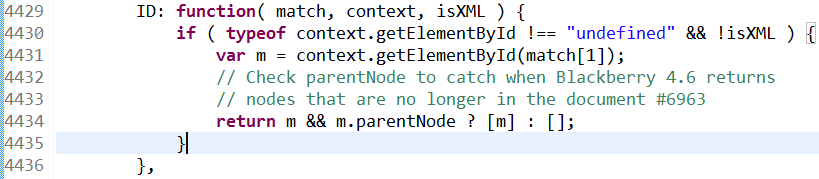 4429 ID: function( match, context, isXML ) {
4430 if ( typeof context.getElementById !== "undefined" && !isXML ) {
4431 var m = context.getElementById(match[1]);
4432 // Check parentNode to catch when Blackberry 4.6 returns
4433 // nodes that are no longer in the document #6963
4434 return m && m.parentNode ? [m] : [];
4435 }
4436 },